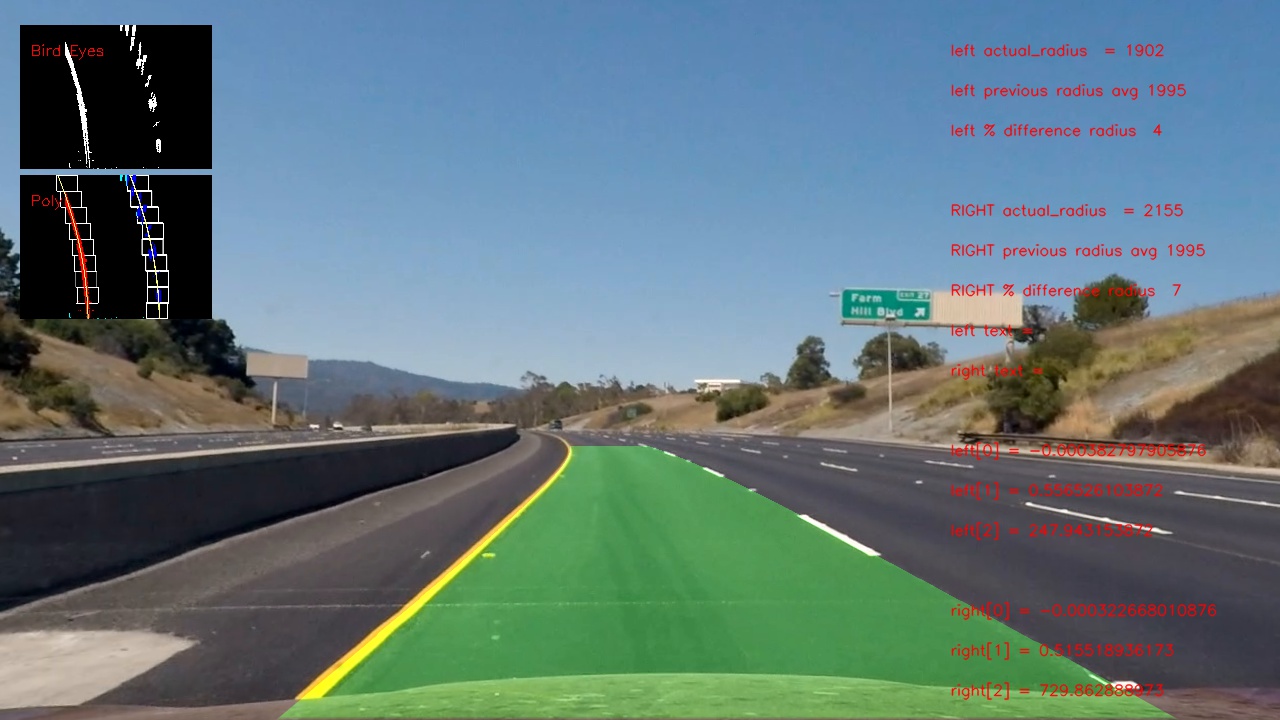 Bird Eyes
Poly
left actual_radius = 1902
left previous radius avg 1995
left % difference radius 4
RIGHT actual_radius = 2155
RIGHT previous radius avg 1995
RIGHT % difference radius 7
EXIT 27
Farm
Hill Blvd
left text =
right text =
left[0] = -0.000382797905876
left[1] = 0.556526103872
left[2] = 247.943153872
right[0] = -0.000322668010876
right[1] = 0.515518936173
right[2] = 729.862888973